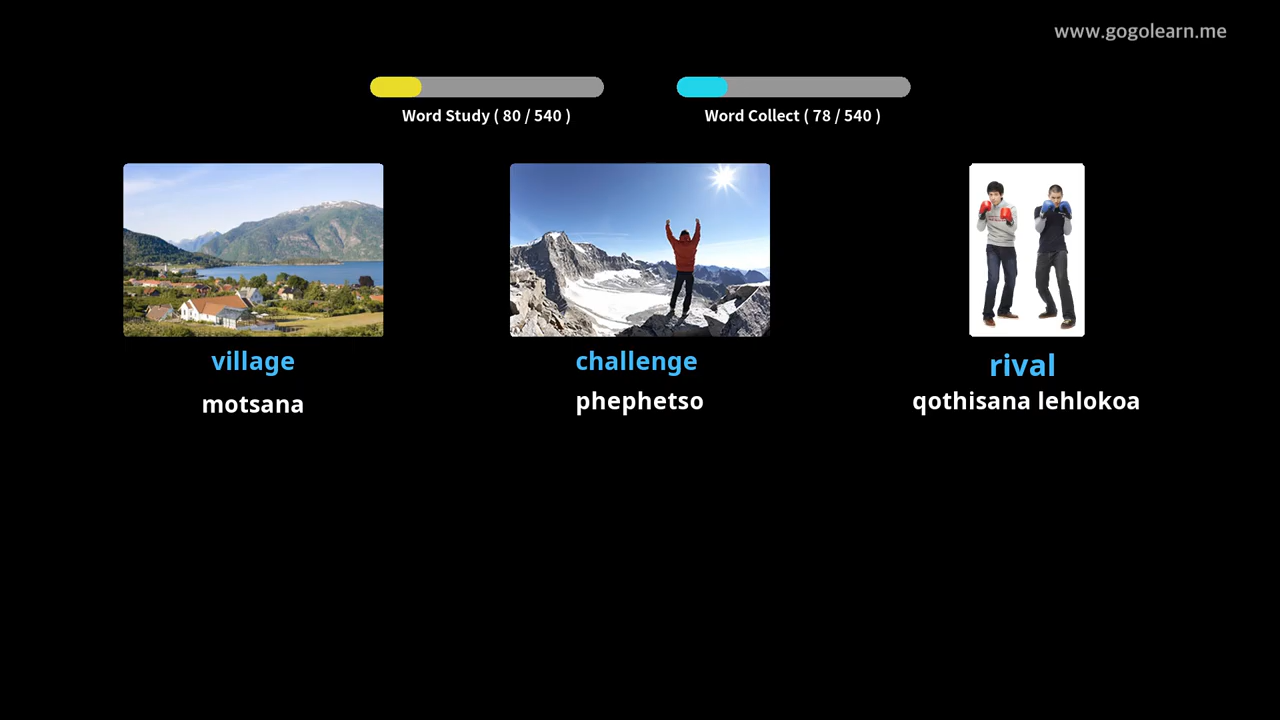 www.gogolearn.me
Word Study ( 80 / 540 )
Word Collect ( 78 / 540 )
village
challenge
rival
motsana
phephetso
qothisana lehlokoa